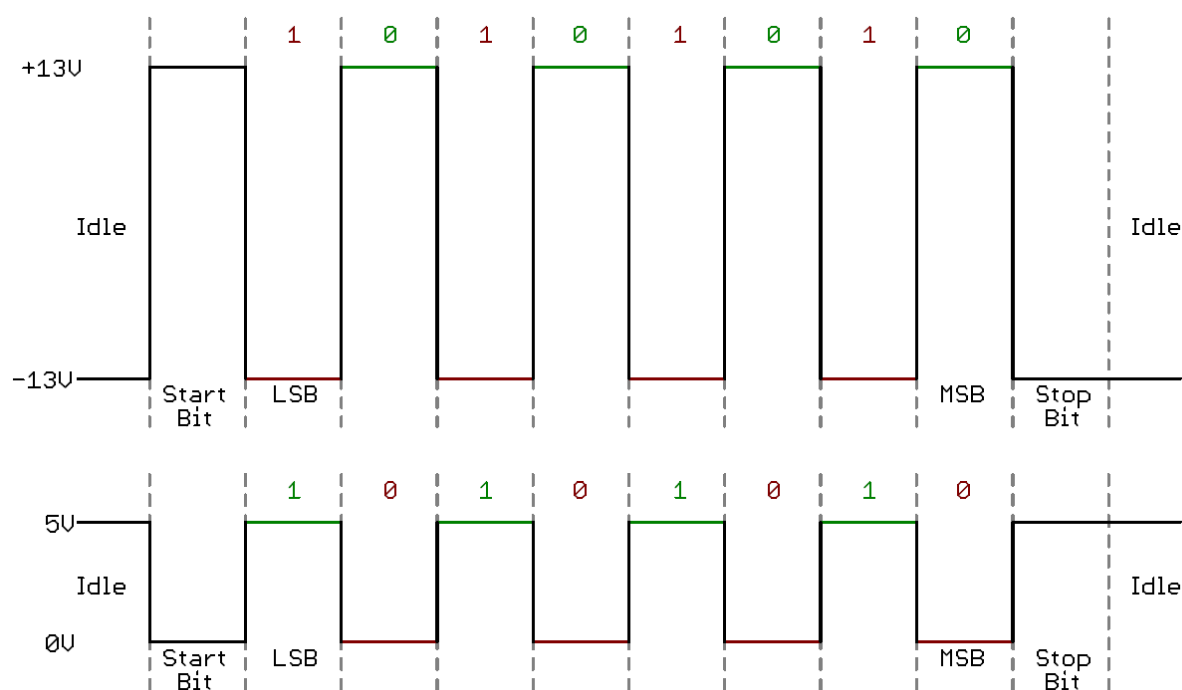 1 0 1 0 1 0 1 0
+13V
Idle Idle
-13V
Start LSB MSB Stop
Bit Bit
1 0 1 0 1 0 1 0
5V
Idle Idle
0V
Start LSB MSB Stop
Bit Bit